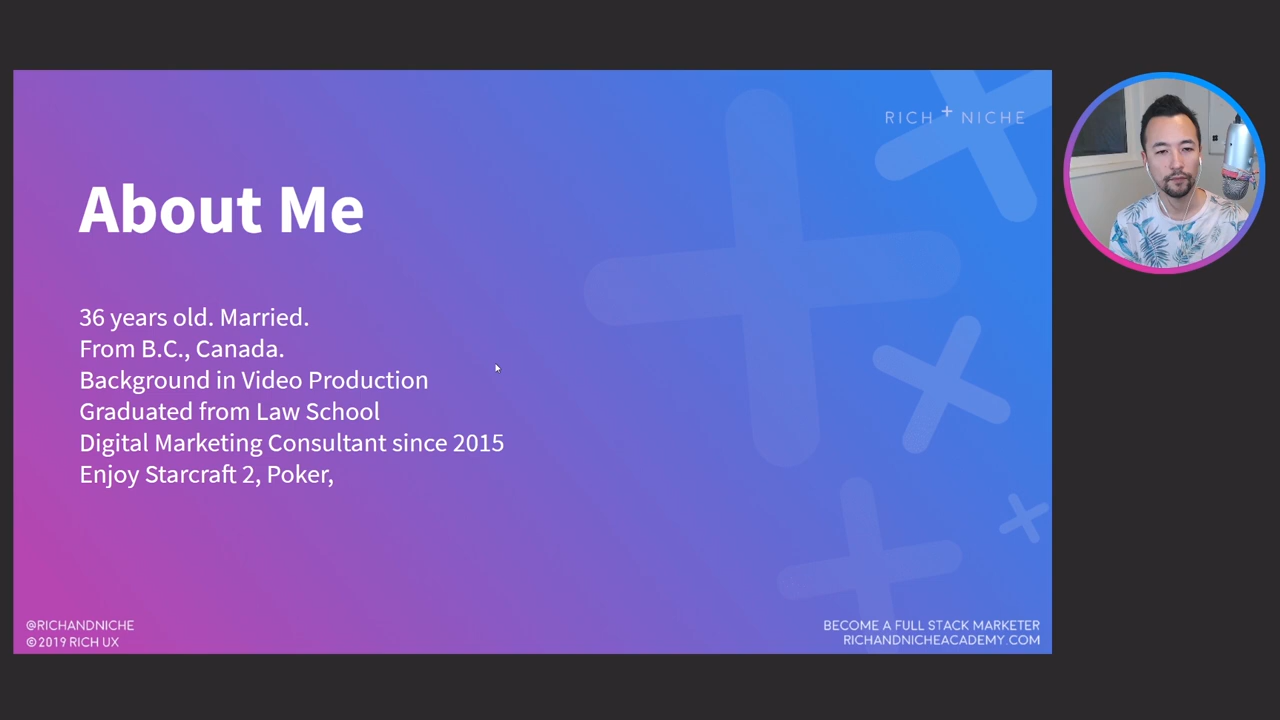 RICH + NICHE
About Me
36 years old. Married.
From B.C., Canada.
Background in Video Production
Graduated from Law School
Digital Marketing Consultant since 2015
Enjoy Starcraft 2, Poker,
@RICHANDNICHE
©2019 RICH UX
BECOME A FULL STACK MARKETER
RICHANDNICHEACADEMY.COM